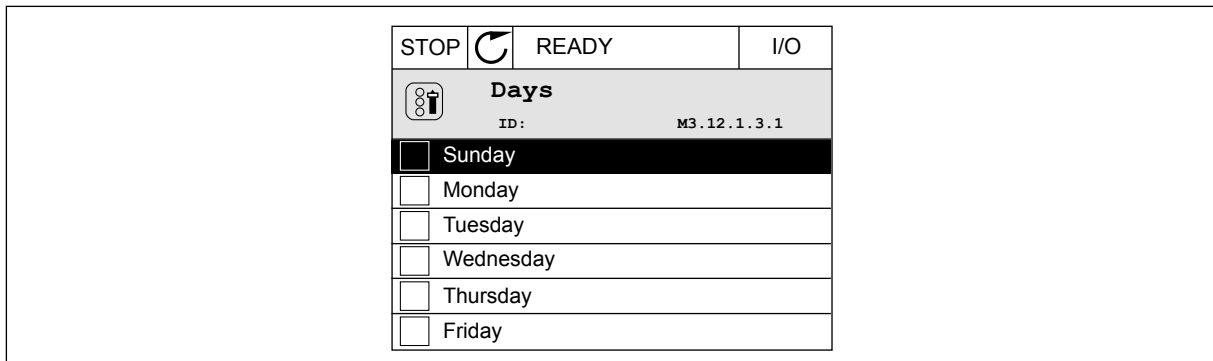 STOP READY I/O
Days
ID: M3.12.1.3.1
Sunday
Monday
Tuesday
Wednesday
Thursday
Friday